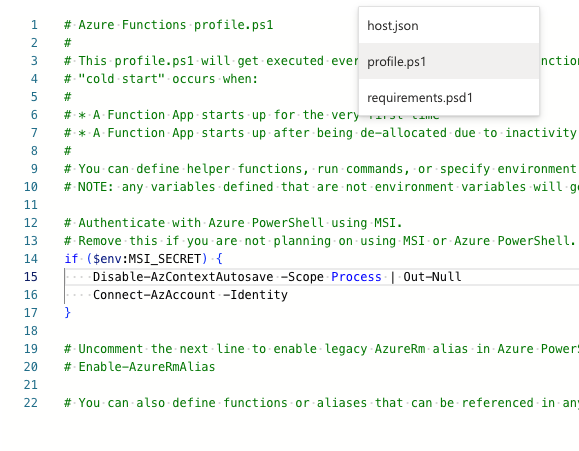 host.json
profile.ps1
requirements.psd1
1 # Azure Functions profile.ps1
2 #
3 # This profile.ps1 will get executed
4 # "cold start" occurs when:
5 #
6 # * A Function App starts up for the very first time
7 # * A Function App starts up after being de-allocated due to inactivity
8 #
9 # You can define helper functions, run commands, or specify environment
10 # NOTE: any variables defined that are not environment variables will
11
12 # Authenticate with Azure PowerShell using MSI.
13 # Remove this if you are not planning on using MSI or Azure PowerShell.
14 if ($env:MSI_SECRET) {
15 Disable-AzContextAutosave -Scope Process | Out-Null
16 Connect-AzAccount -Identity
17 }
18
19 # Uncomment the next line to enable legacy AzureRm alias in Azure
20 # Enable-AzureRmAlias
21
22 # You can also define functions or aliases that can be referenced in